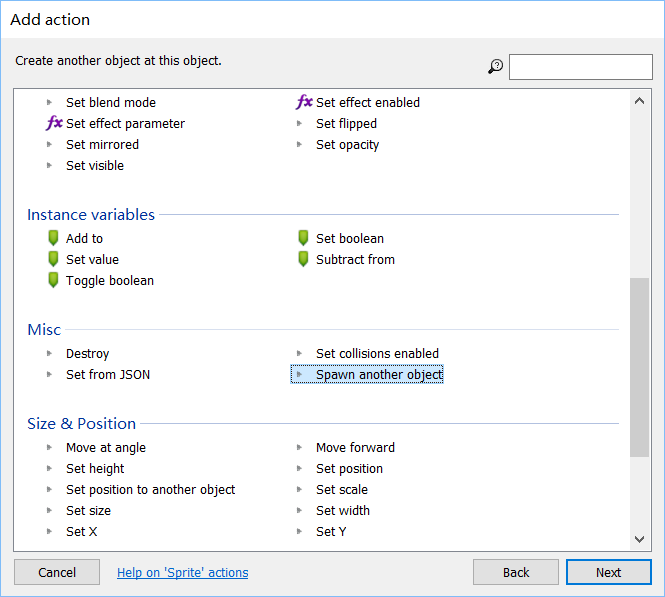 Add action
Create another object at this object.
Set blend mode
fx Set effect enabled
fx Set effect parameter
Set flipped
Set mirrored
Set opacity
Set visible
Instance variables
Add to
Set boolean
Set value
Subtract from
Toggle boolean
Misc
Destroy
Set collisions enabled
Set from JSON
Spawn another object
Size & Position
Move at angle
Move forward
Set height
Set position
Set position to another object
Set scale
Set size
Set width
Set X
Set Y
Cancel
Help on 'Sprite' actions
Back
Next